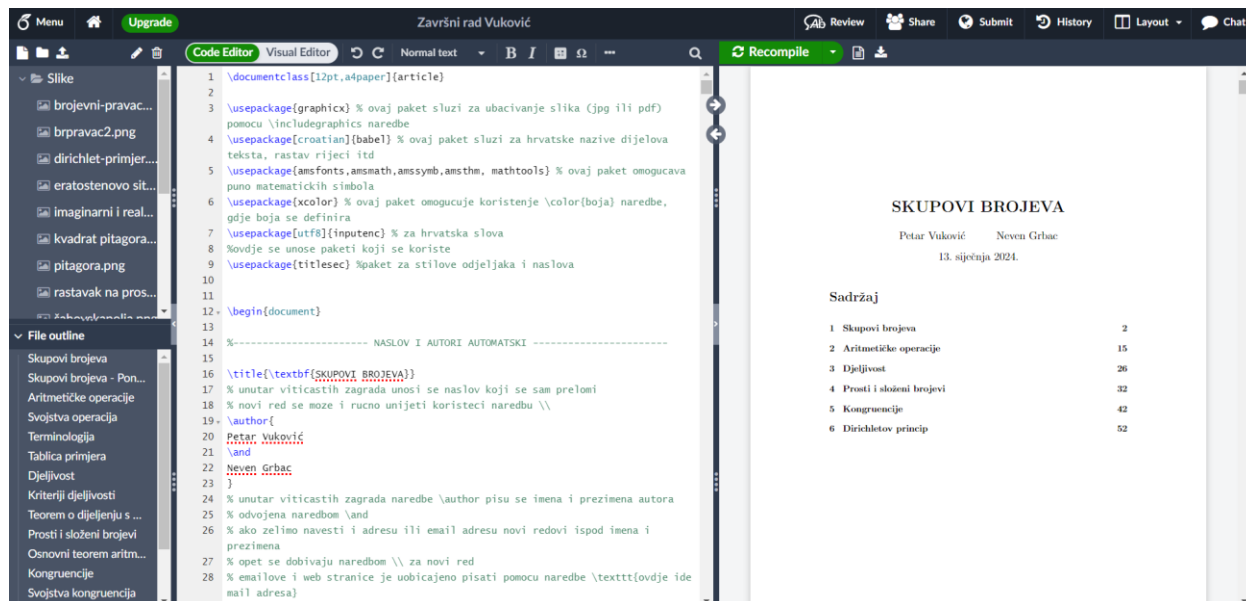 Menu
Upgrade
Završni rad Vuković
Review
Share
Submit
History
Layout
Chat
Code Editor
Visual Editor
Normal text
B I
Ω
Recompile
Slike
brojevni-pravac...
brpravac2.png
dirichlet-primjer....
eratostenovo sit...
imaginarni i real...
kvadrat pitagora...
pitagora.png
rastavak na pros...
File outline
Skupovi brojeva
Skupovi brojeva - Pon...
Aritmetičke operacije
Svojstva operacija
Terminologija
Tablica primjera
Djeljivost
Kriteriji djeljivosti
Teorem o dijeljenju s ...
Prosti i složeni brojevi
Osnovni teorem aritm...
Kongruencije
Svojstva kongruencija
1 \documentclass[12pt,a4paper]{article}
2
3 \usepackage{graphicx} % ovaj paket sluzi za ubacivanje slika (jpg ili pdf)
pomocu \includegraphics naredbe
4 \usepackage[croatian]{babel} % ovaj paket sluzi za hrvatske nazive dijelova
teksta, rastav rijeci itd
5 \usepackage{amsfonts,amsmath,amssymb,amsthm, mathtools} % ovaj paket omogucava
puno matematickih simbola
6 \usepackage{xcolor} % ovaj paket omogucuje koristenje \color{boja} naredbe,
gdje boja se definira
7 \usepackage[utf8]{inputenc} % za hrvatska slova
8 %ovdje se unose paketi koji se koriste
9 \usepackage{titlesec} %paket za stilove odjeljaka i naslova
10
11
12 \begin{document}
13
14 %----------------------- NASLOV I AUTORI AUTOMATSKI -----------------------
15
16 \title{\textbf{SKUPOVI BROJEVA}}
17 % unutar viticastih zagrada unosi se naslov koji se sam prelomi
18 % novi red se moze i rucno unijeti koristeci naredbu \\
19 \author{
20 Petar Vuković
21 \and
22 Neven Grbac
23 }
24 % unutar viticastih zagrada naredbe \author pisu se imena i prezimena autora
25 % odvojena naredbom \and
26 % ako zelimo navesti i adresu ili email adresu novi redovi ispod imena i
prezimena
27 % opet se dobivaju naredbom \\ za novi red
28 % emailove i web stranice je uobicajeno pisati pomocu naredbe \texttt{ovdje ide
mail adresa}
SKUPOVI BROJEVA
Petar Vuković Neven Grbac
13. siječnja 2024.
Sadržaj
1 Skupovi brojeva 2
2 Aritmetičke operacije 15
3 Djeljivost 26
4 Prosti i složeni brojevi 32
5 Kongruencije 42
6 Dirichletov princip 52